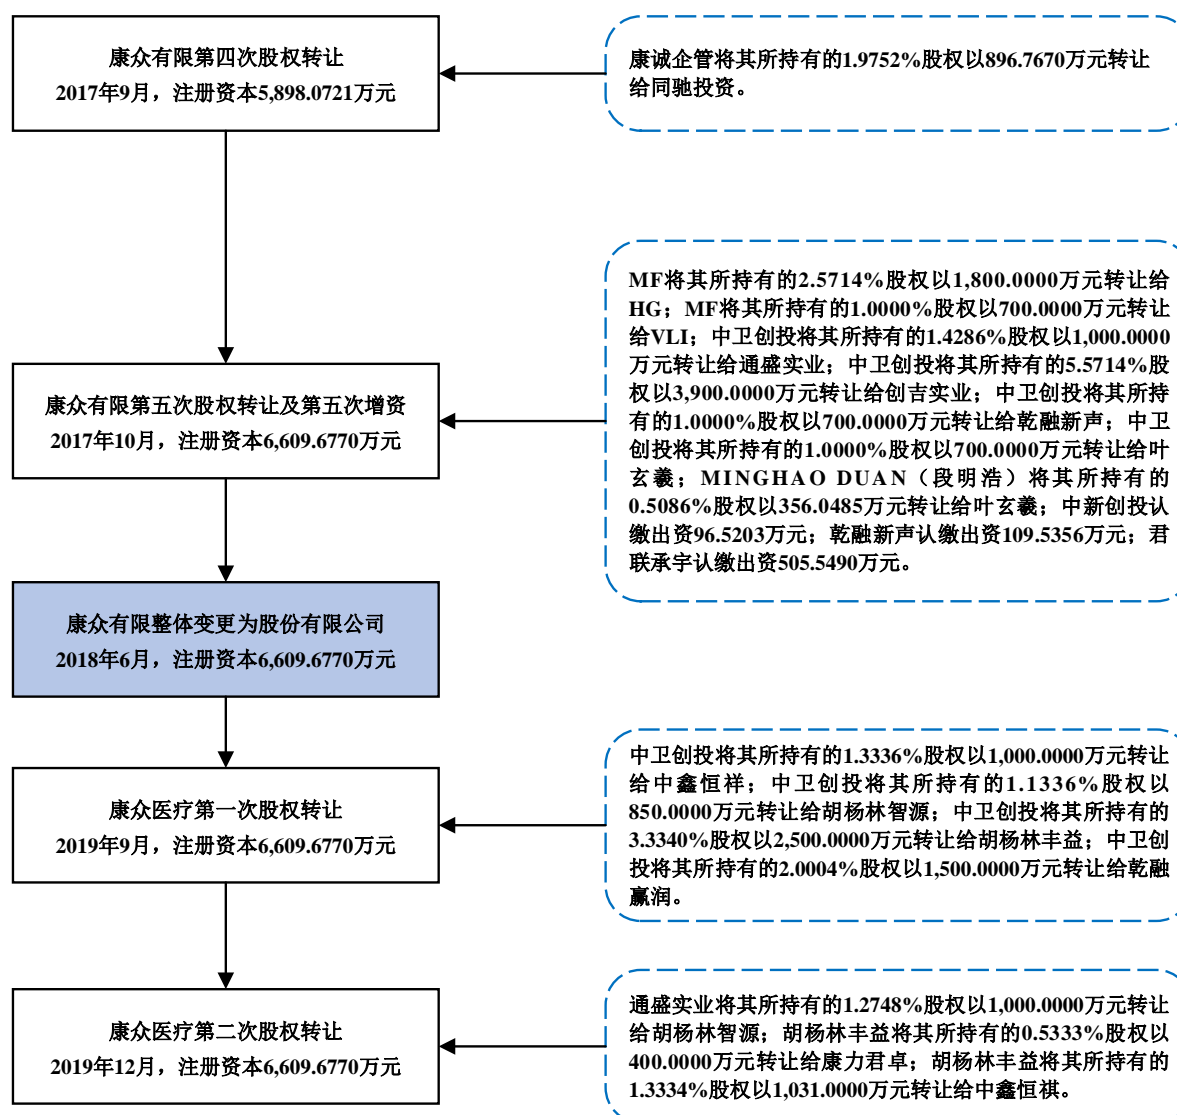 康众有限第四次股权转让
2017年9月，注册资本5,898.0721万元
康诚企管将其所持有的1.9752%股权以896.7670万元转让
给同驰投资。
MF将其所持有的2.5714%股权以1,800.0000万元转让给
HG；MF将其所持有的1.0000%股权以700.0000万元转让
给VLI；中卫创投将其所持有的1.4286%股权以1,000.0000
万元转让给通盛实业；中卫创投将其所持有的5.5714%股
权以3,900.0000万元转让给创吉实业；中卫创投将其所持
有的1.0000%股权以700.0000万元转让给乾融新声；中卫
创投将其所持有的1.0000%股权以700.0000万元转让给叶
玄羲；MINGHAO DUAN（段明浩）将其所持有的
0.5086%股权以356.0485万元转让给叶玄羲；中新创投认
缴出资96.5203万元；乾融新声认缴出资109.5356万元；君
联承宇认缴出资505.5490万元。
康众有限第五次股权转让及第五次增资
2017年10月，注册资本6,609.6770万元
康众有限整体变更为股份有限公司
2018年6月，注册资本6,609.6770万元
中卫创投将其所持有的1.3336%股权以1,000.0000万元转让
给中鑫恒祥；中卫创投将其所持有的1.1336%股权以
850.0000万元转让给胡杨林智源；中卫创投将其所持有的
3.3340%股权以2,500.0000万元转让给胡杨林丰益；中卫创
投将其所持有的2.0004%股权以1,500.0000万元转让给乾融
赢润。
康众医疗第一次股权转让
2019年9月，注册资本6,609.6770万元
通盛实业将其所持有的1.2748%股权以1,000.0000万元转让
给胡杨林智源；胡杨林丰益将其所持有的0.5333%股权以
400.0000万元转让给康力君卓；胡杨林丰益将其所持有的
1.3334%股权以1,031.0000万元转让给中鑫恒祺。
康众医疗第二次股权转让
2019年12月，注册资本6,609.6770万元